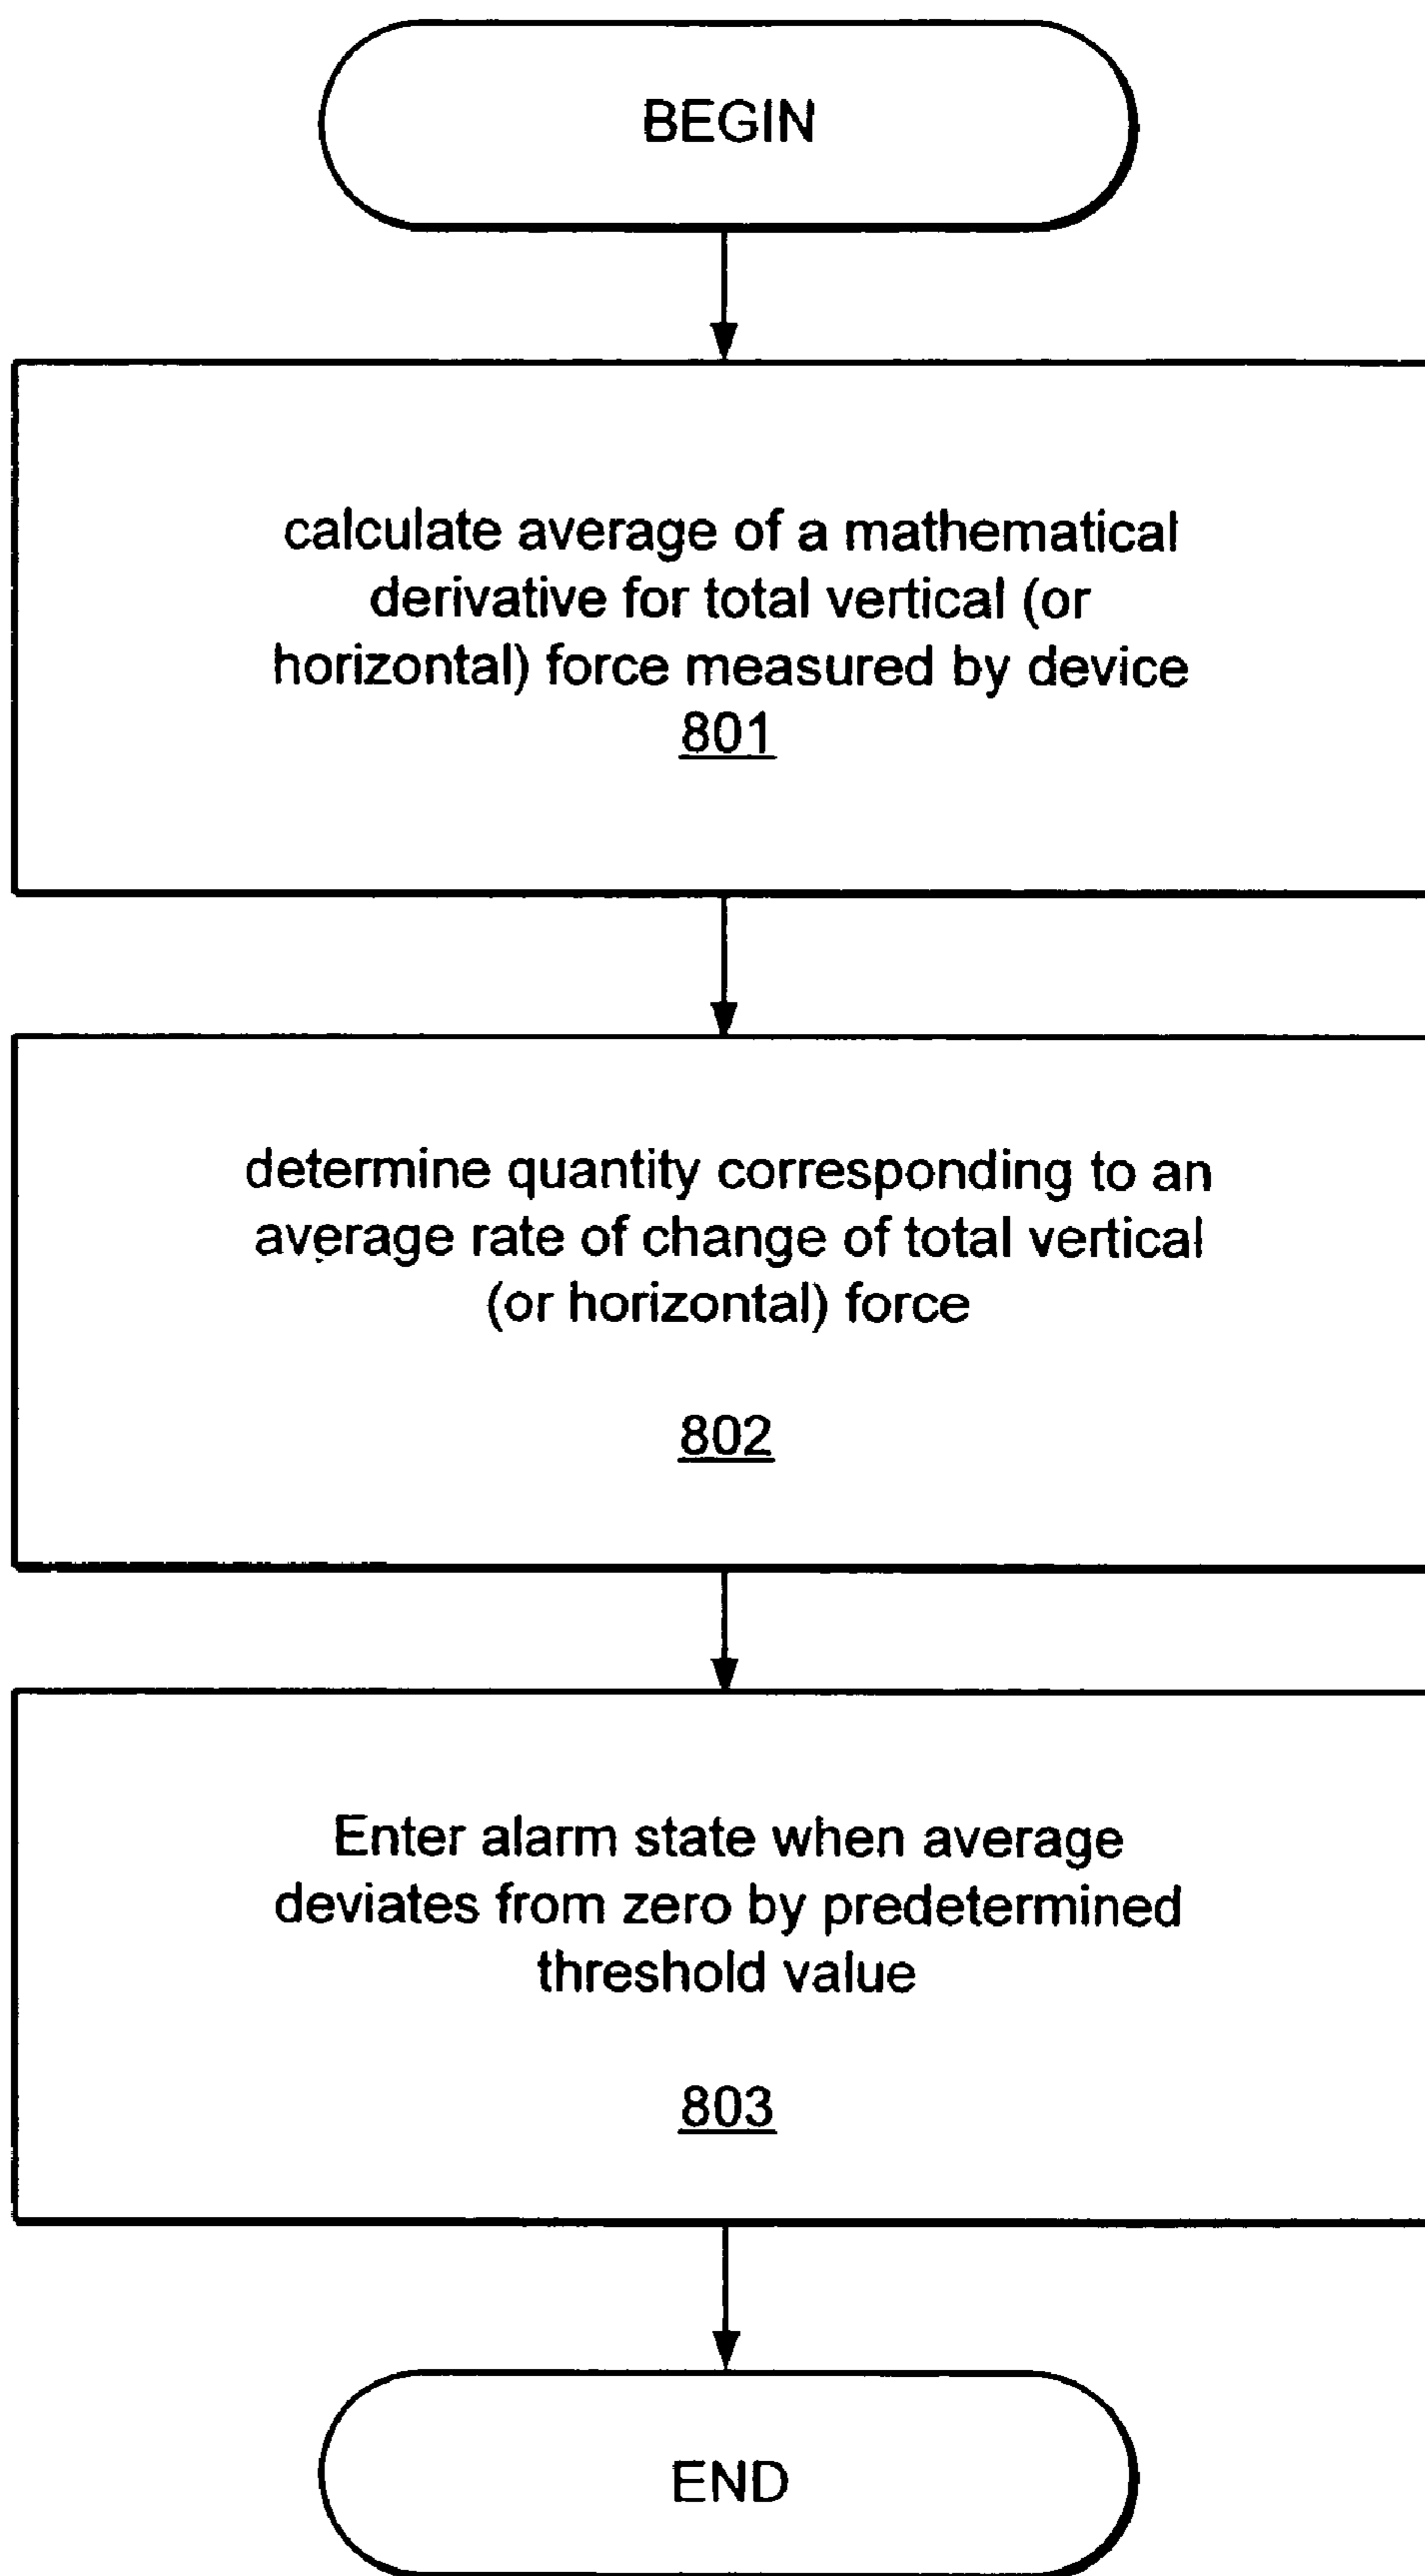 BEGIN
calculate average of a mathematical
derivative for total vertical (or
horizontal) force measured by device
801
determine quantity corresponding to an
average rate of change of total vertical
(or horizontal) force
802
Enter alarm state when average
deviates from zero by predetermined
threshold value
803
END